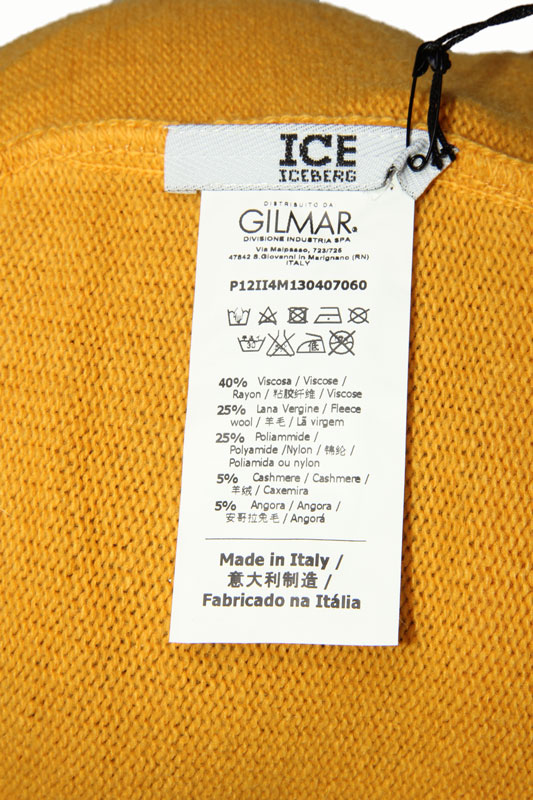 ICE
ICEBERG
DISTRIBUITO DA
GILMAR®
DIVISIONE INDUSTRIA SPA
Via Malpasso, 723/725
47842 S.Giovanni in Marignano (RN)
ITALY
P12II4M130407060
30
40% Viscosa / Viscose /
Rayon / 粘胶纤维 / Viscose
25% Lana Vergine / Fleece
wool / 羊毛 / Lã virgem
25% Poliammide /
Polyamide /Nylon / 锦纶 /
Poliamida ou nylon
5% Cashmere / Cashmere /
羊绒 / Caxemira
5% Angora / Angora /
安哥拉兔毛 / Angorá
Made in Italy /
意大利制造 /
Fabricado na Itália